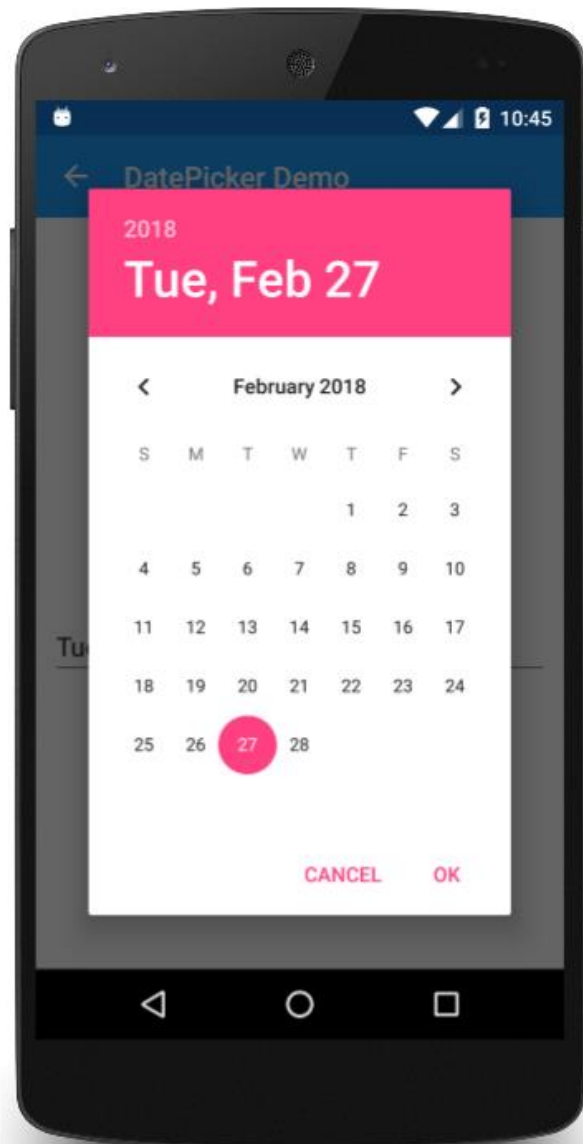 10:45
DatePicker Demo
2018
Tue, Feb 27
February 2018
S M T W T F S
1 2 3
4 5 6 7 8 9 10
11 12 13 14 15 16 17
Tu
18 19 20 21 22 23 24
25 26 27 28
CANCEL OK